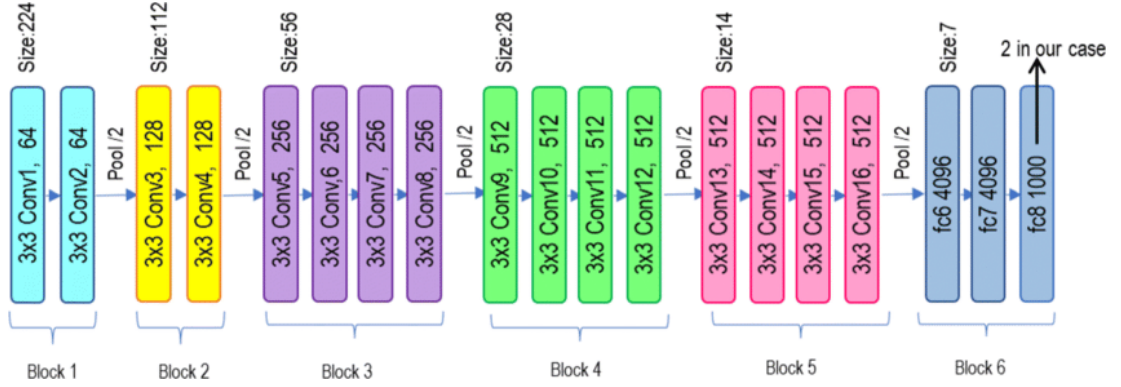 Size:224
3x3 Conv1, 64
3x3 Conv2, 64
Pool /2
Size:112
3x3 Conv3, 128
3x3 Conv4, 128
Pool /2
Size:56
3x3 Conv5, 256
3x3 Conv,6 256
3x3 Conv7, 256
3x3 Conv8, 256
Pool /2
Size:28
3x3 Conv9, 512
3x3 Conv10, 512
3x3 Conv11, 512
3x3 Conv12, 512
Pool /2
Size:14
3x3 Conv13, 512
3x3 Conv14, 512
3x3 Conv15, 512
3x3 Conv16, 512
Pool /2
Size:7
fc6 4096
fc7 4096
fc8 1000
2 in our case
Block 1
Block 2
Block 3
Block 4
Block 5
Block 6